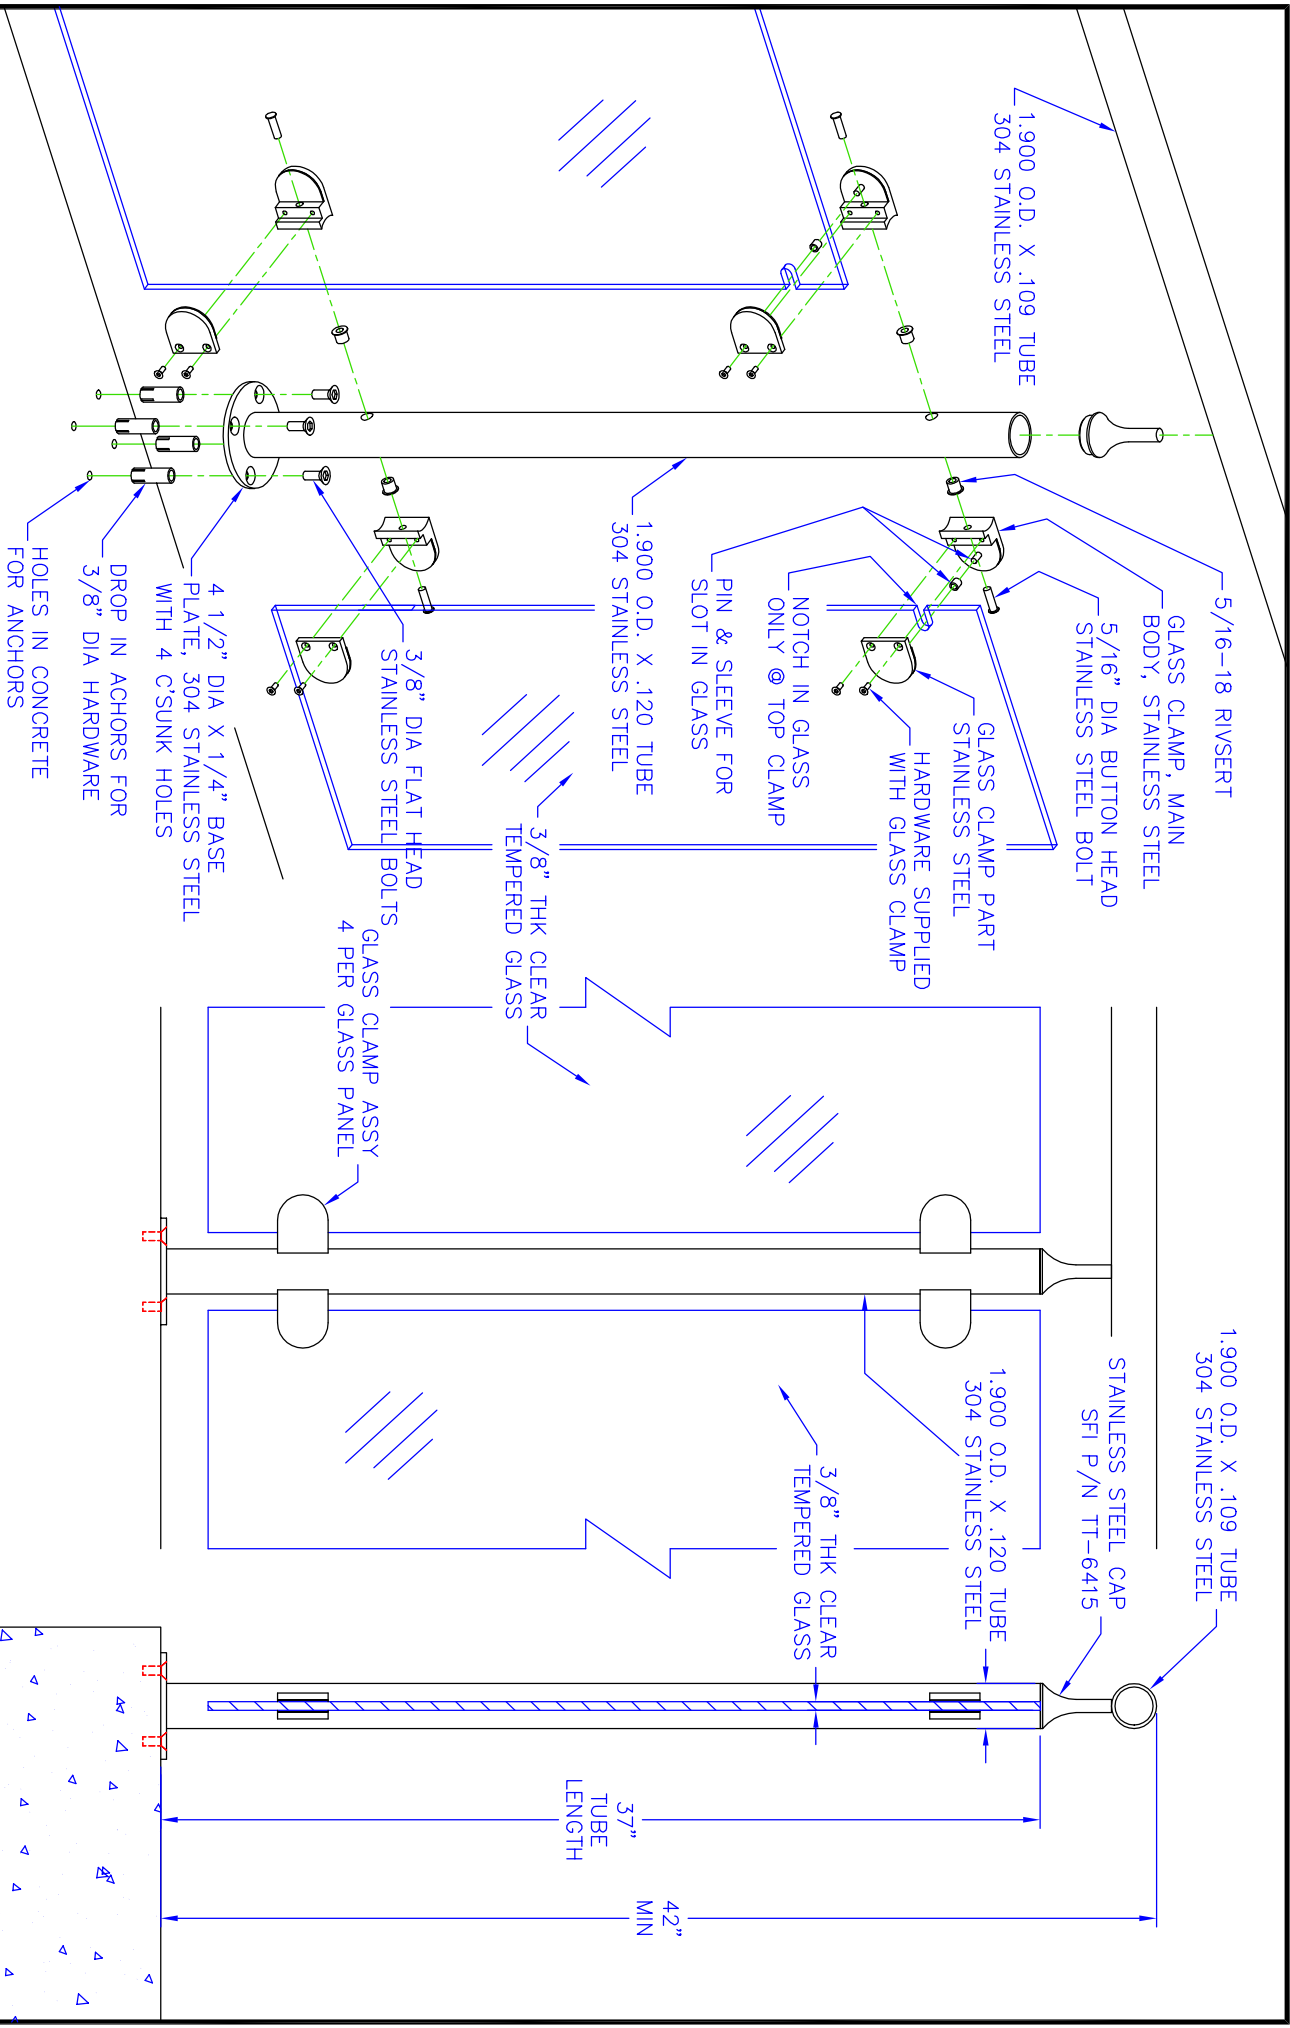 1.900 O.D. X .109 TUBE
304 STAINLESS STEEL
5/16-18 RIVSERT
GLASS CLAMP, MAIN
BODY, STAINLESS STEEL
5/16" DIA BUTTON HEAD
STAINLESS STEEL BOLT
GLASS CLAMP PART
STAINLESS STEEL
HARDWARE SUPPLIED
WITH GLASS CLAMP
NOTCH IN GLASS
ONLY @ TOP CLAMP
PIN & SLEEVE FOR
SLOT IN GLASS
1.900 O.D. X .120 TUBE
304 STAINLESS STEEL
3/8" THK CLEAR
TEMPERED GLASS
3/8" DIA FLAT HEAD
STAINLESS STEEL BOLTS
4 1/2" DIA X 1/4" BASE
PLATE, 304 STAINLESS STEEL
WITH 4 C'SUNK HOLES
DROP IN ACHORS FOR
3/8" DIA HARDWARE
HOLES IN CONCRETE
FOR ANCHORS
GLASS CLAMP ASSY
4 PER GLASS PANEL
1.900 O.D. X .109 TUBE
304 STAINLESS STEEL
STAINLESS STEEL CAP
SFI P/N TT-6415
1.900 O.D. X .120 TUBE
304 STAINLESS STEEL
3/8" THK CLEAR
TEMPERED GLASS
37"
TUBE
LENGTH
42"
MIN